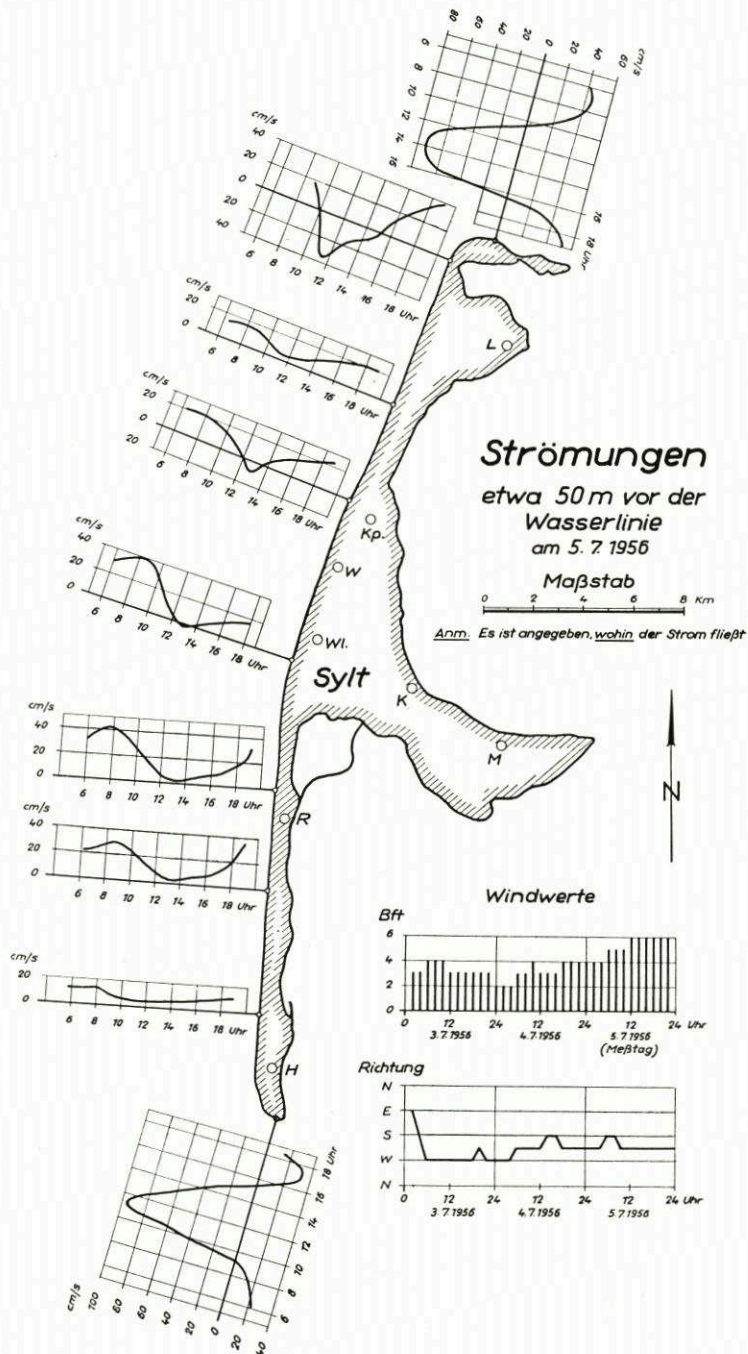 80 60 40 20 0 20 40 60
cm/s
6 8 10 12 14 16
16 18 Uhr
cm/s
40 20 0 20 40
6 8 10 12 14 16 18 Uhr
cm/s
20 0
6 8 10 12 14 16 18 Uhr
cm/s
20 0 20
6 8 10 12 14 16 18 Uhr
cm/s
40 20 0
6 8 10 12 14 16 18 Uhr
cm/s
40 20 0
6 8 10 12 14 16 18 Uhr
cm/s
40 20 0
6 8 10 12 14 16 18 Uhr
cm/s
20 0
6 8 10 12 14 16 18 Uhr
18 Uhr 16 14 12 10 8 6
cm/s 100 80 60 40 20 0 20 40
L
Kp.
W
Wl.
Sylt
K
M
R
H
Strömungen
etwa 50 m vor der
Wasserlinie
am 5. 7. 1956
Maßstab
0 2 4 6 8 Km
Anm. Es ist angegeben, wohin der Strom fließt
N
Windwerte
Bft
6
4
2
0
0 12 24 12 24 12 24 Uhr
3.7.1956 4.7.1956 5.7.1956
(Meßtag)
Richtung
N
E
S
W
N
0 12 24 12 24 12 24 Uhr
3.7.1956 4.7.1956 5.7.1956